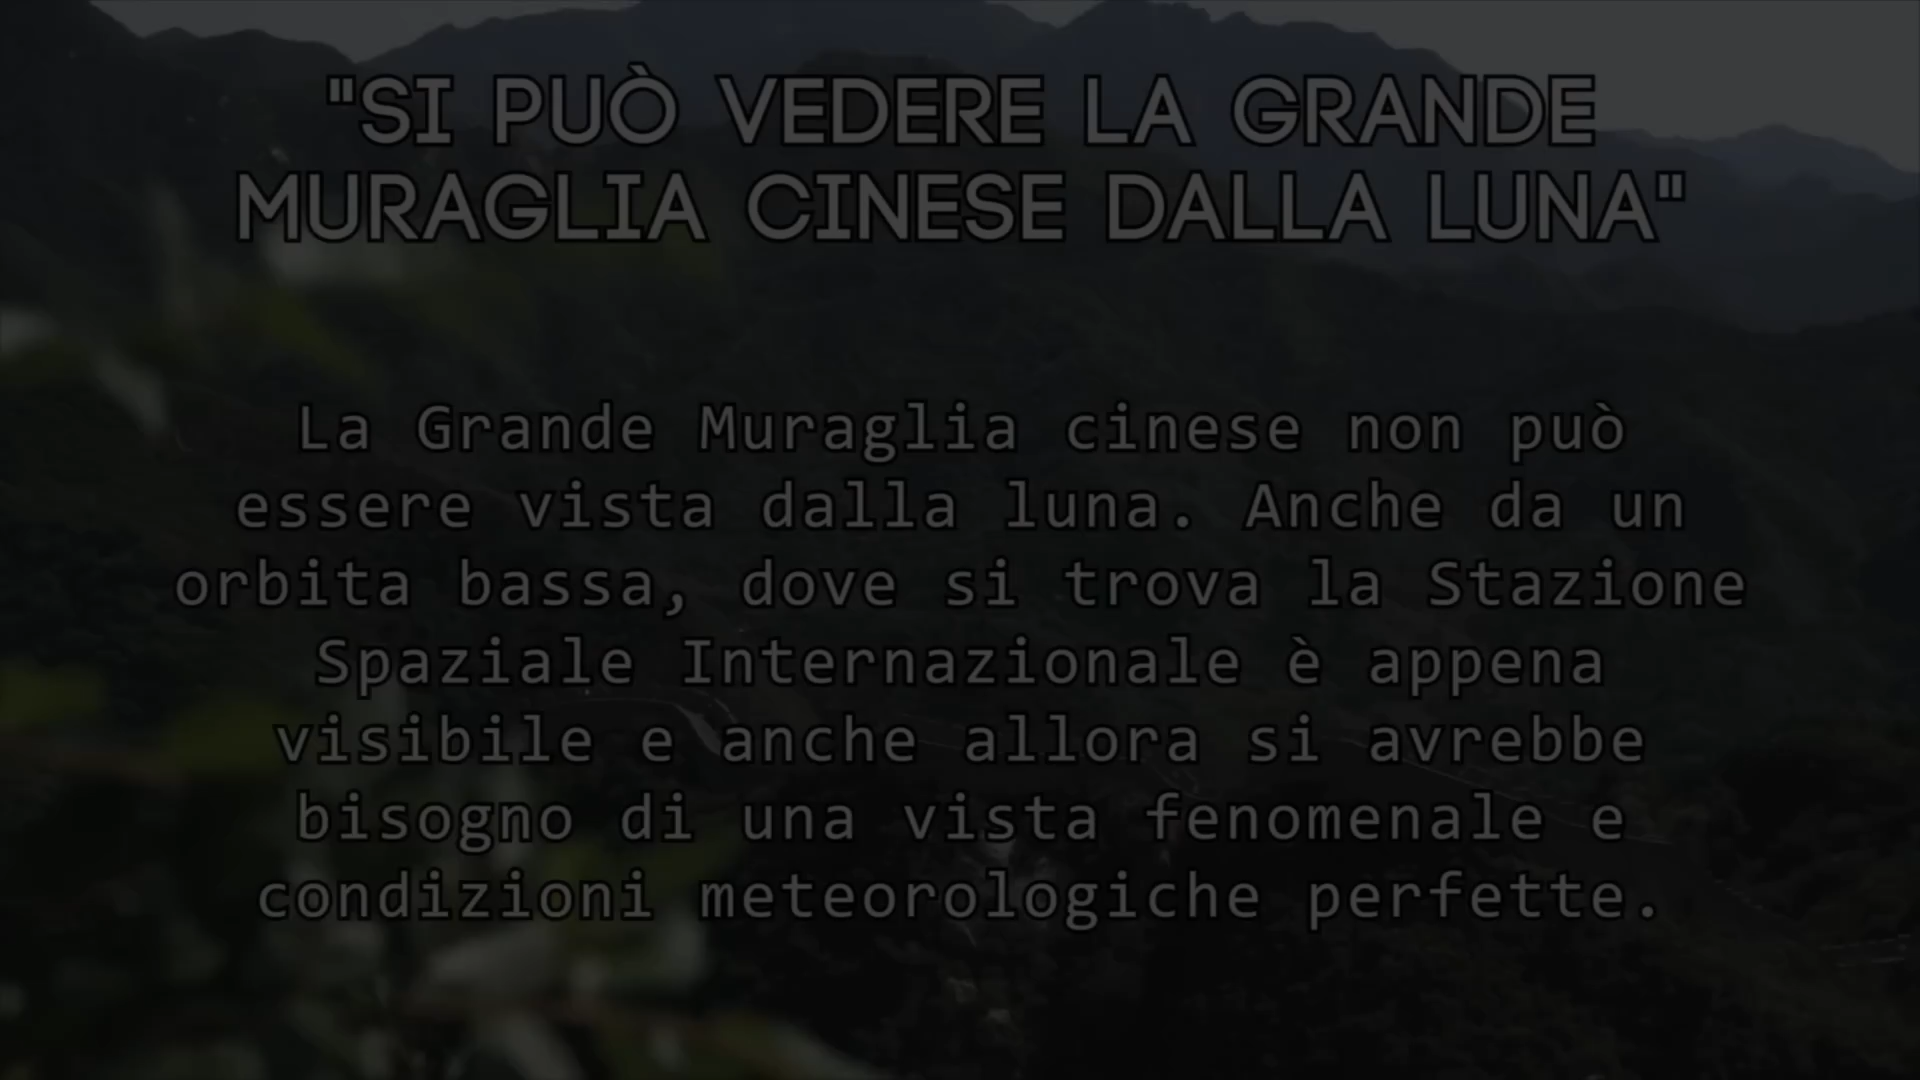 "SI PUÒ VEDERE LA GRANDE
MURAGLIA CINESE DALLA LUNA"
La Grande Muraglia cinese non può
essere vista dalla luna. Anche da un
orbita bassa, dove si trova la Stazione
Spaziale Internazionale è appena
visibile e anche allora si avrebbe
bisogno di una vista fenomenale e
condizioni meteorologiche perfette.